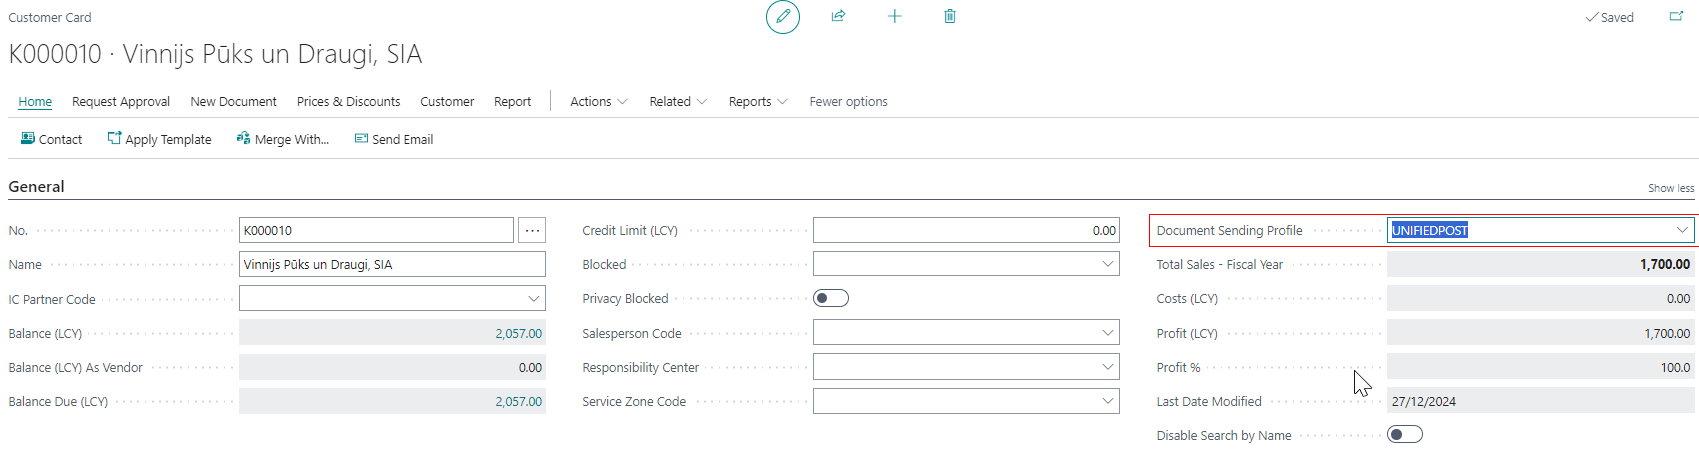 Customer Card
Saved
K000010 · Vinnijs Pūks un Draugi, SIA
Home Request Approval New Document Prices & Discounts Customer Report Actions Related Reports Fewer options
Contact Apply Template Merge With... Send Email
General
Show less
No. K000010 ...
Name Vinnijs Pūks un Draugi, SIA
IC Partner Code
Balance (LCY) 2,057.00
Balance (LCY) As Vendor 0.00
Balance Due (LCY) 2,057.00
Credit Limit (LCY) 0.00
Blocked
Privacy Blocked
Salesperson Code
Responsibility Center
Service Zone Code
Document Sending Profile UNIFIEDPOST
Total Sales - Fiscal Year 1,700.00
Costs (LCY) 0.00
Profit (LCY) 1,700.00
Profit % 100.0
Last Date Modified 27/12/2024
Disable Search by Name